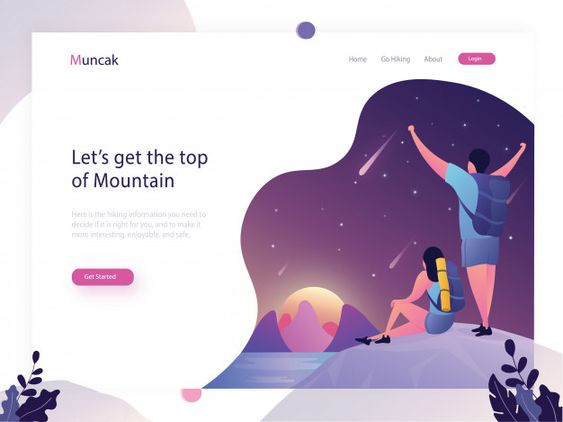 Muncak
Home Go Hiking About Login
Let's get the top
of Mountain
Here is the hiking information you need to
decide if it is right for you, and to make it
more interesting, enjoyable, and safe.
Get Started